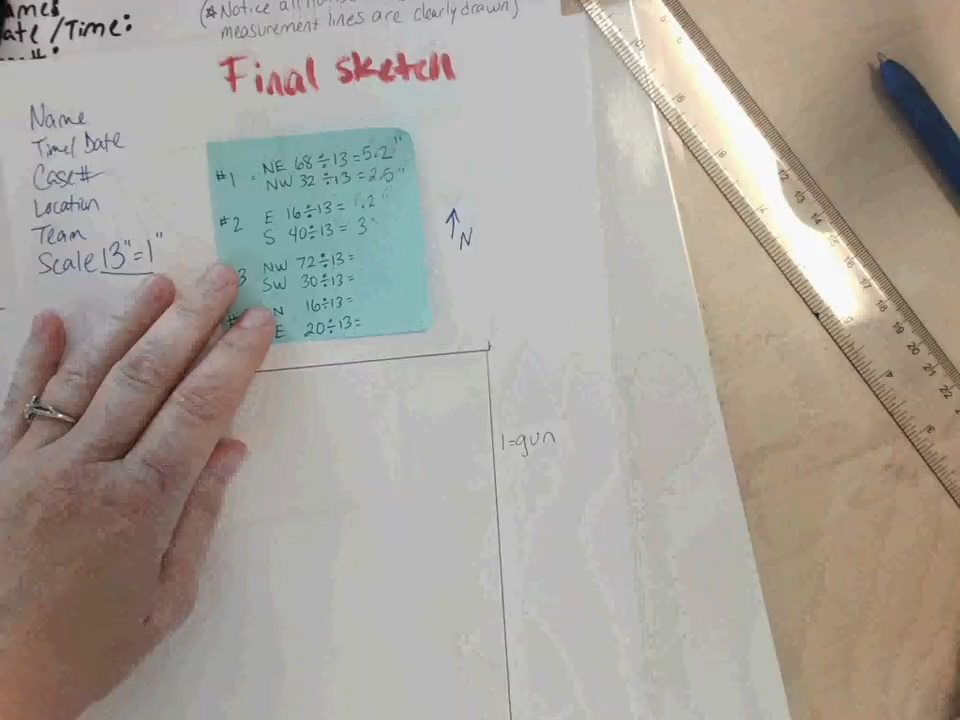 ate/Time:
(*Notice all
measurement lines are clearly drawn)
Final sketch
Name
Time/Date
Case#
Location
Team
Scale 13"=1"
#1 = NE 68÷13=5.2"
NW 32÷13=2.5"
#2 E 16÷13=1.2"
S 40÷13=3"
3 NW 72÷13=
SW 30÷13=
N 16÷13=
E 20÷13=
↑N
1=gun